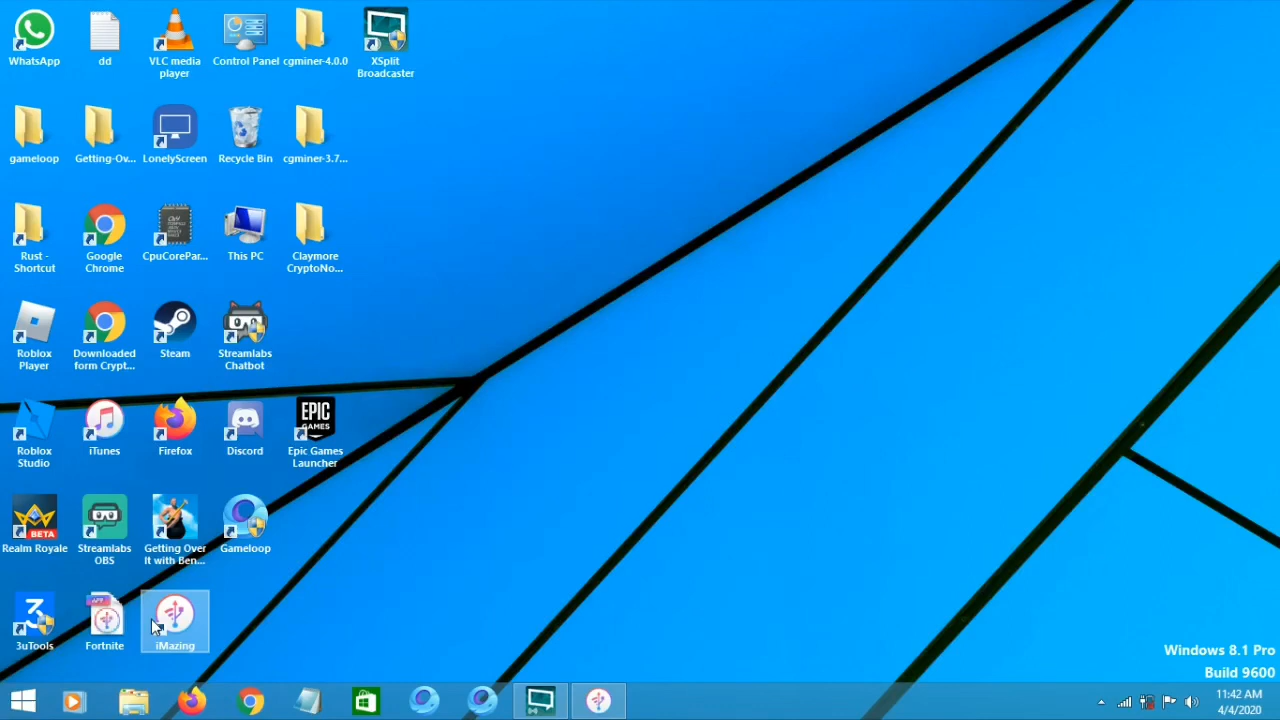 WhatsApp
dd
VLC media
player
Control Panel
cgminer-4.0.0
XSplit
Broadcaster
gameloop
Getting-Ov...
LonelyScreen
Recycle Bin
cgminer-3.7...
Rust -
Shortcut
Google
Chrome
CpuCorePar...
This PC
Claymore
CryptoNo...
Roblox
Player
Downloaded
form Crypt...
Steam
Streamlabs
Chatbot
Roblox
Studio
iTunes
Firefox
Discord
EPIC
GAMES
Epic Games
Launcher
BETA
Realm Royale
Streamlabs
OBS
Getting Over
It with Ben...
Gameloop
3uTools
Fortnite
iMazing
Windows 8.1 Pro
Build 9600
11:42 AM
4/4/2020